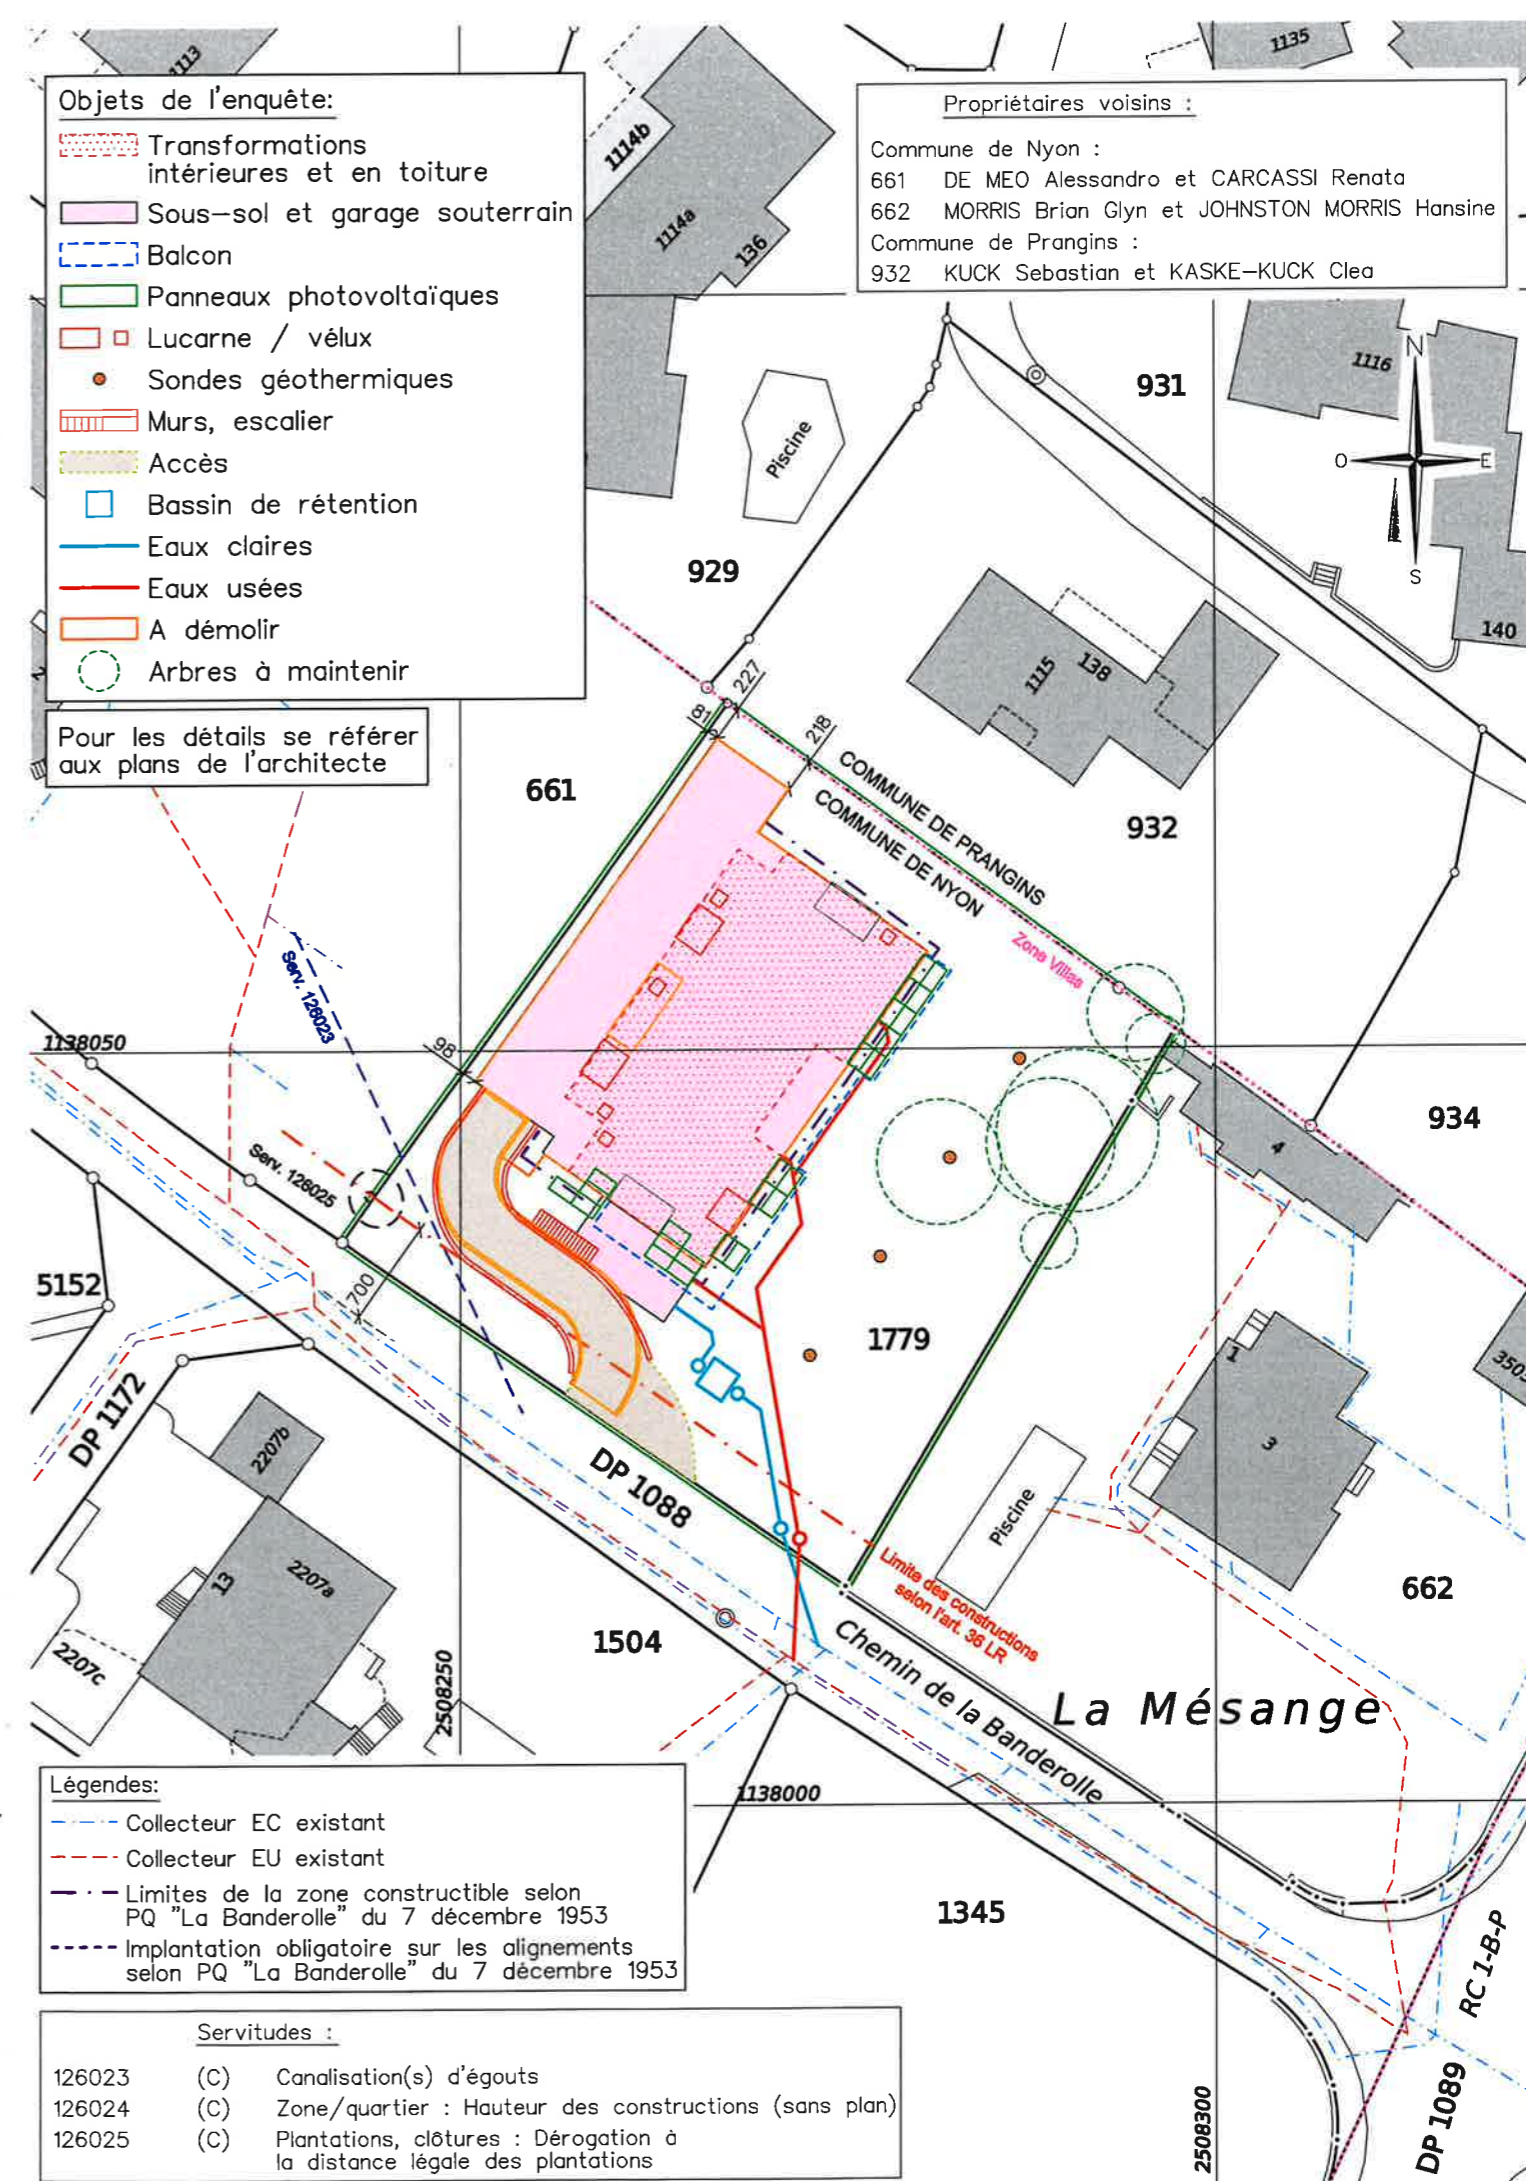 1113
1135
Objets de l'enquête:
Transformations
intérieures et en toiture
Sous-sol et garage souterrain
Balcon
Panneaux photovoltaïques
Lucarne / vélux
Sondes géothermiques
Murs, escalier
Accès
Bassin de rétention
Eaux claires
Eaux usées
A démolir
Arbres à maintenir
Pour les détails se référer
aux plans de l'architecte
Propriétaires voisins :
Commune de Nyon :
661 DE MEO Alessandro et CARCASSI Renata
662 MORRIS Brian Glyn et JOHNSTON MORRIS Hansine
Commune de Prangins :
932 KUCK Sebastian et KASKE-KUCK Clea
1114b
1114a
136
Piscine
931
1116
N
O
E
S
140
929
1115
138
227
81
218
661
COMMUNE DE PRANGINS
COMMUNE DE NYON
932
Zone Villas
Serv. 126023
1138050
98
934
4
Serv. 126025
700
5152
1779
1
3
DP 1172
2207b
DP 1088
Piscine
13
2207a
2207c
Limite des constructions
selon l'art. 36 LR
662
1504
2508250
Chemin de la Banderolle
La Mésange
1138000
Légendes:
Collecteur EC existant
Collecteur EU existant
Limites de la zone constructible selon
PQ "La Banderolle" du 7 décembre 1953
Implantation obligatoire sur les alignements
selon PQ "La Banderolle" du 7 décembre 1953
1345
RC 1-B-P
DP 1089
2508300
Servitudes :
126023 (C) Canalisation(s) d'égouts
126024 (C) Zone/quartier : Hauteur des constructions (sans plan)
126025 (C) Plantations, clôtures : Dérogation à
la distance légale des plantations